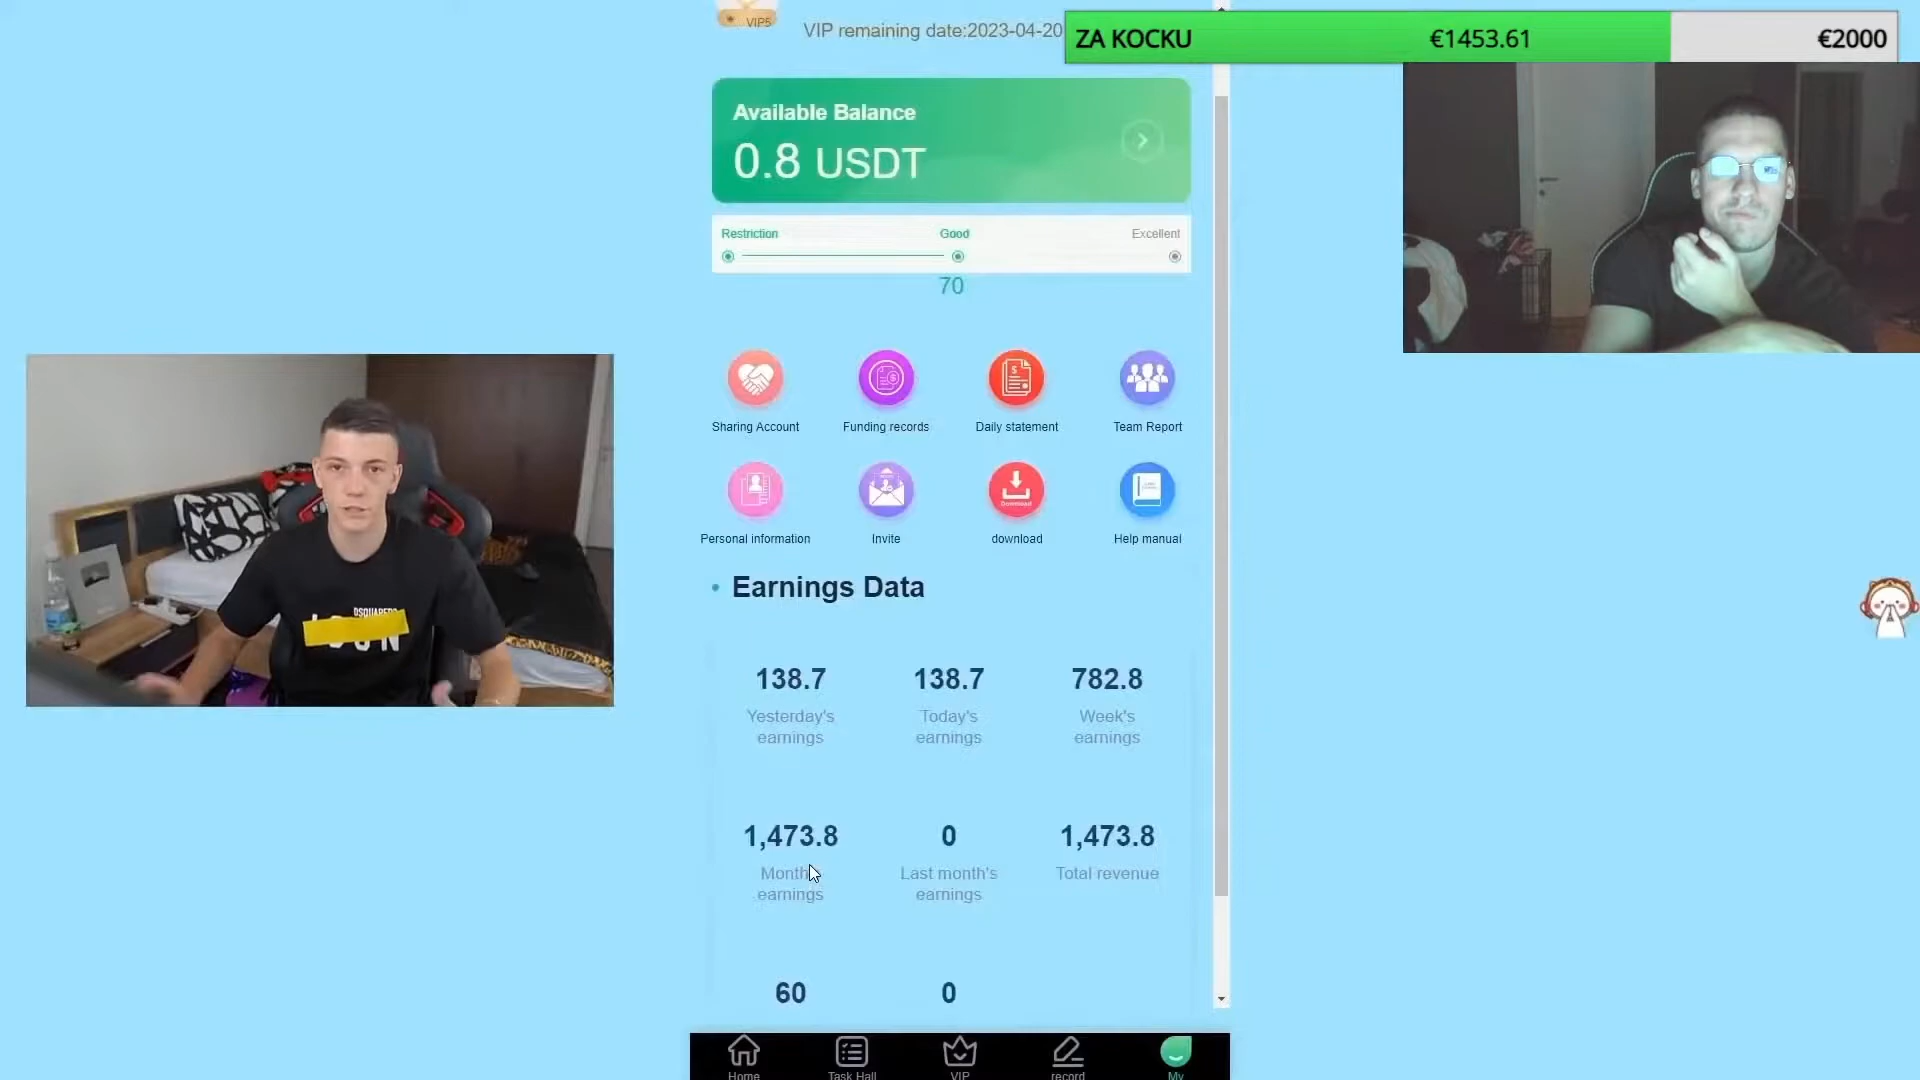 VIP5
VIP remaining date:2023-04-20
ZA KOCKU
€1453.61
€2000
Available Balance
0.8 USDT
Restriction
Good
Excellent
70
Sharing Account
Funding records
Daily statement
Team Report
Download
Personal information
Invite
download
Help manual
Earnings Data
138.7
138.7
782.8
Yesterday's
earnings
Today's
earnings
Week's
earnings
1,473.8
0
1,473.8
Month's
earnings
Last month's
earnings
Total revenue
60
0
Home
Task Hall
VIP
record
My
DSQUARED2